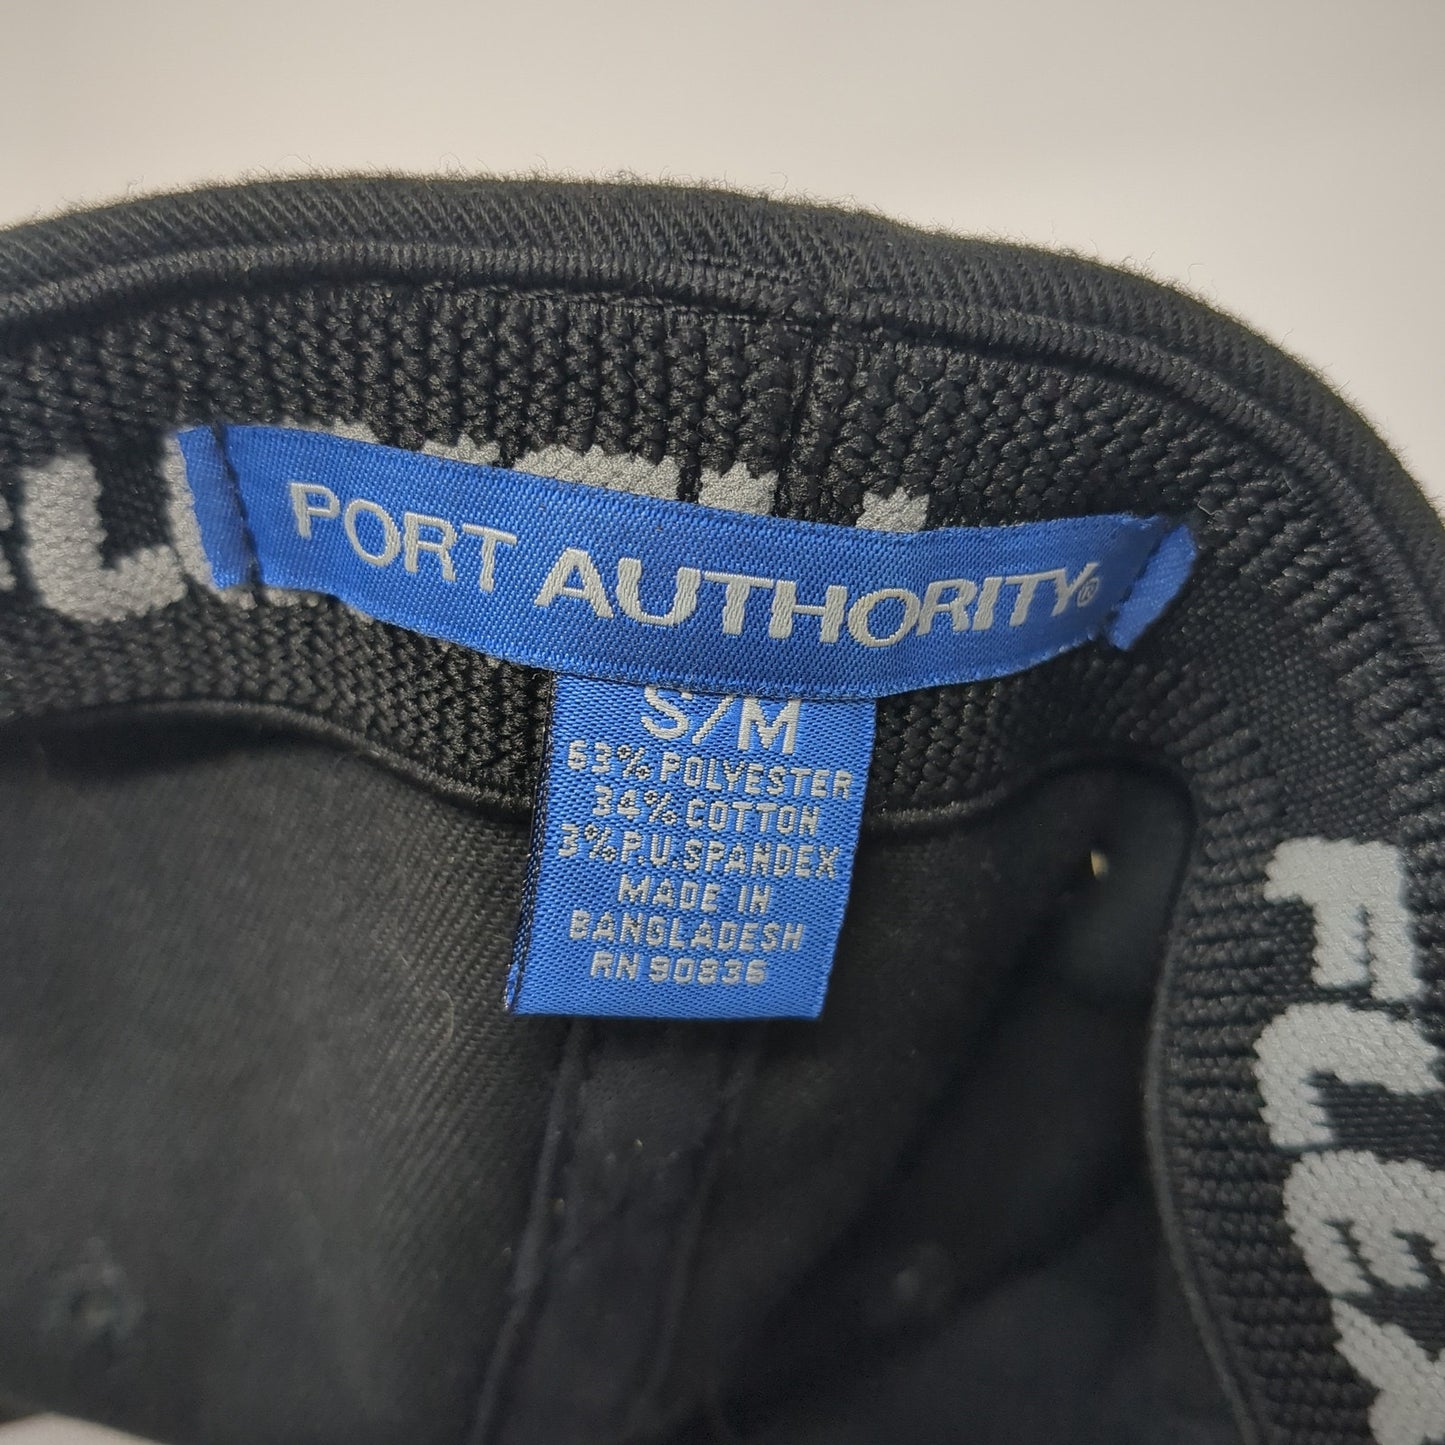 PORT AUTHORITY®
S/M
63% POLYESTER
34% COTTON
3% P.U.SPANDEX
MADE IN
BANGLADESH
RN 90836